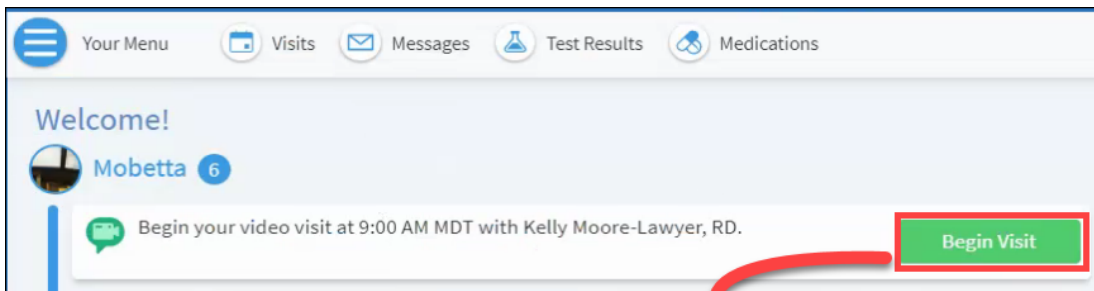 Your Menu Visits Messages Test Results Medications
Welcome!
Mobetta 6
Begin your video visit at 9:00 AM MDT with Kelly Moore-Lawyer, RD.
Begin Visit